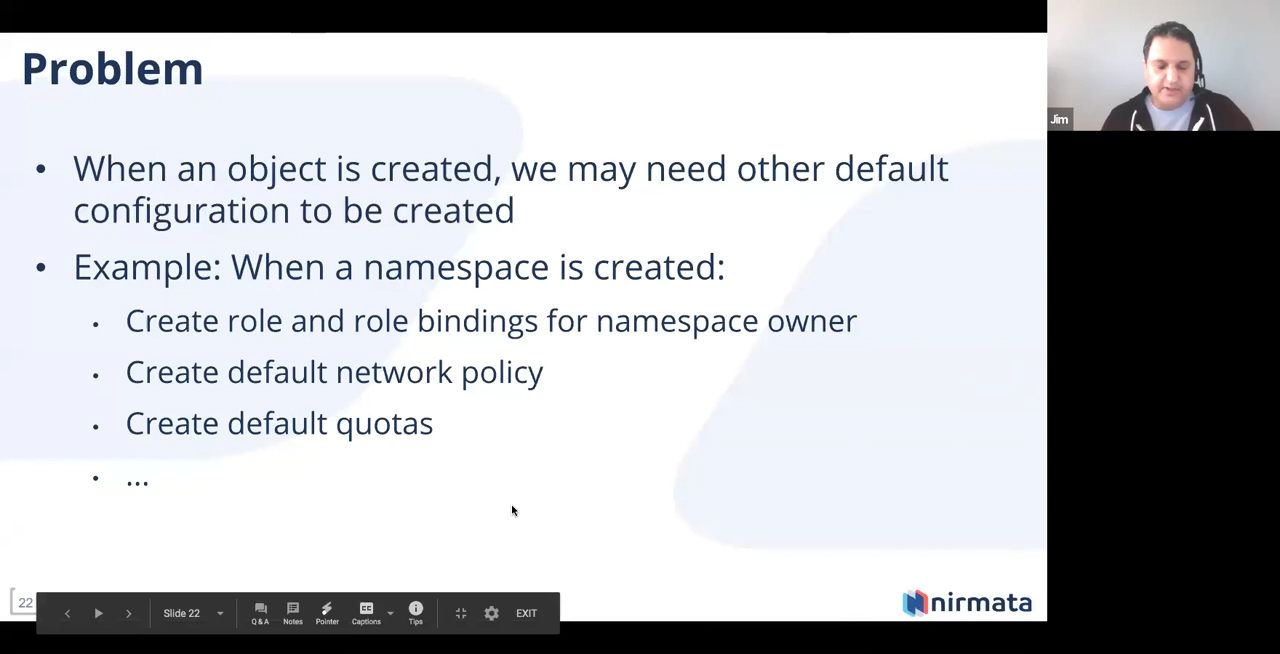 Problem
Jim
• When an object is created, we may need other default
configuration to be created
• Example: When a namespace is created:
• Create role and role bindings for namespace owner
• Create default network policy
• Create default quotas
• ...
22
Slide 22
Q & A
Notes
Pointer
Captions
Tips
EXIT
nirmata